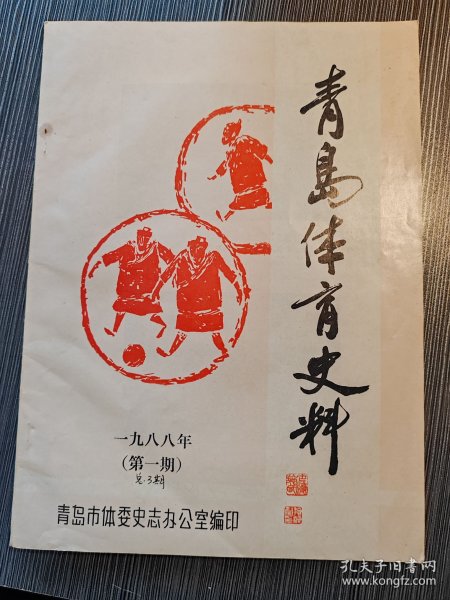 青島体育史料
一九八八年
(第一期)
总3期
青岛市体委史志办公室编印
孔夫子旧书网
www.kongfz.com